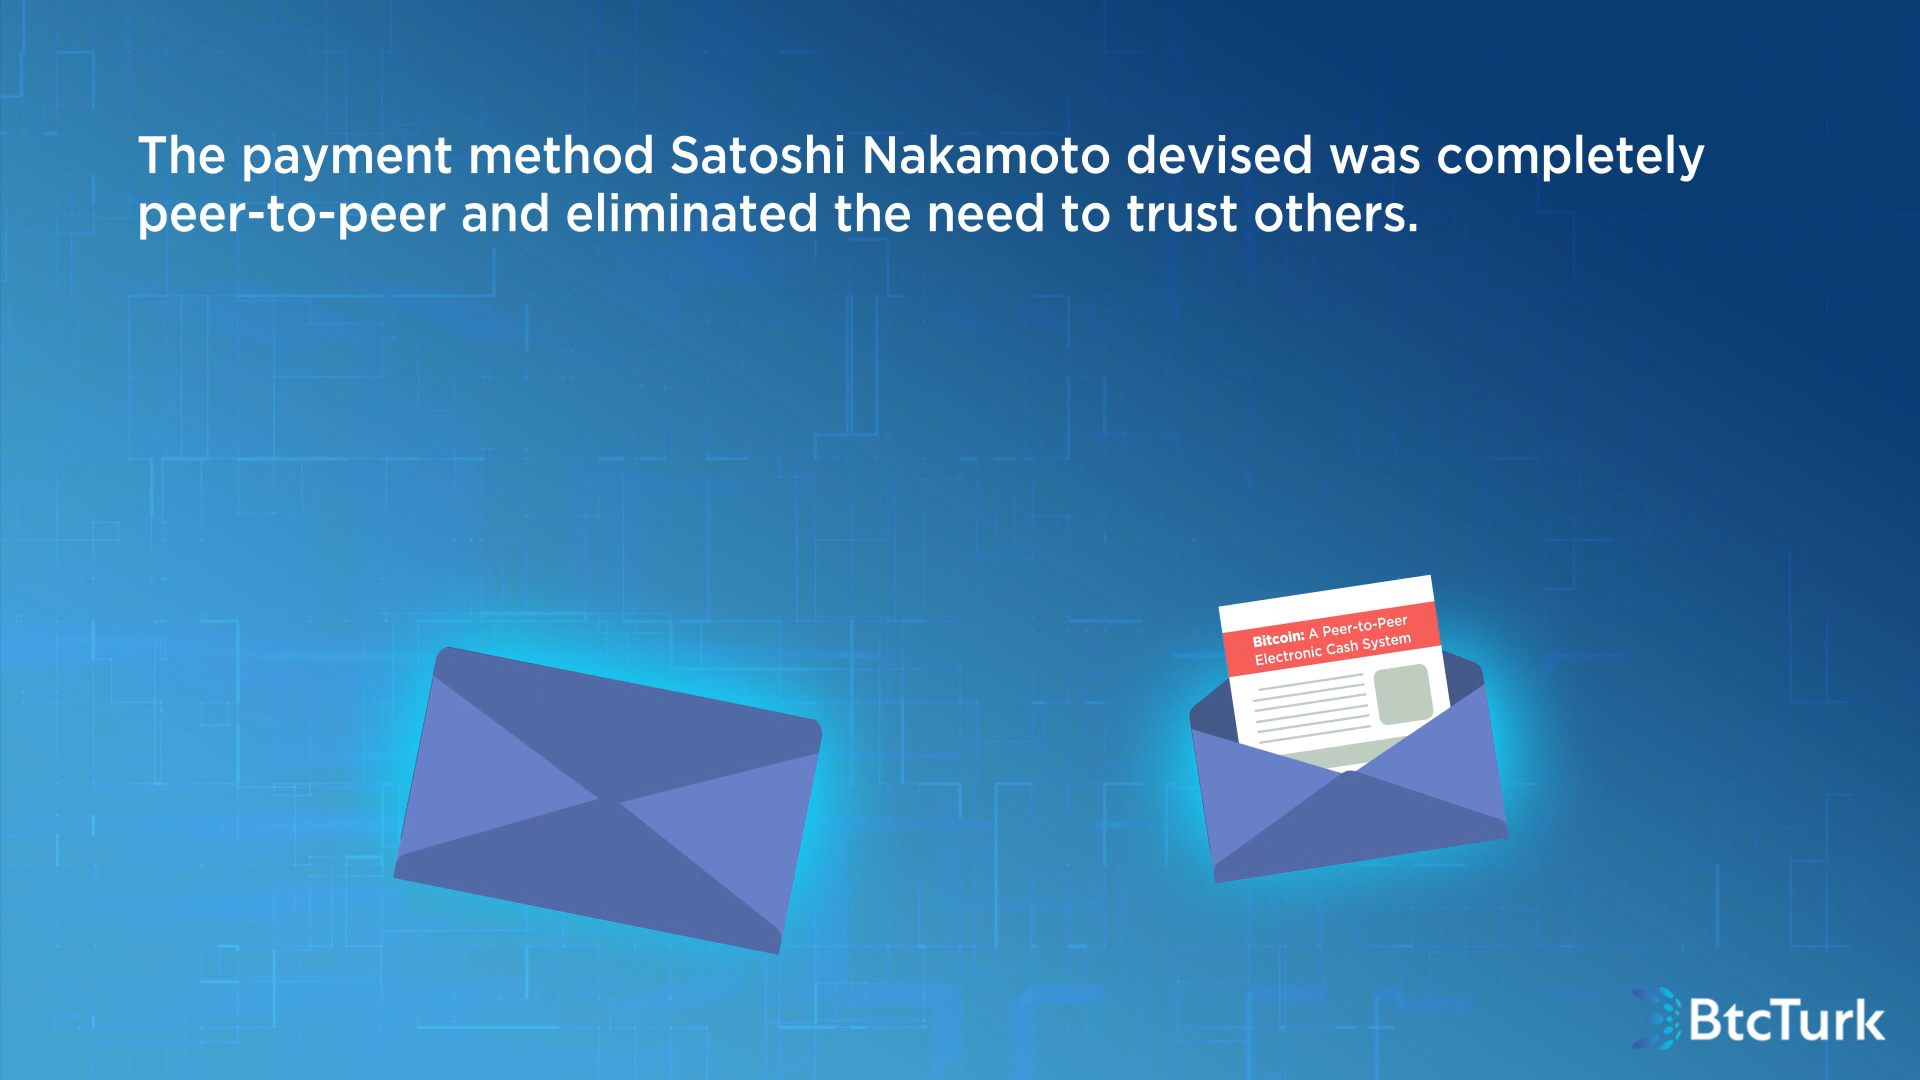 The payment method Satoshi Nakamoto devised was completely
peer-to-peer and eliminated the need to trust others.
Bitcoin: A Peer-to-Peer
Electronic Cash System
BtcTurk